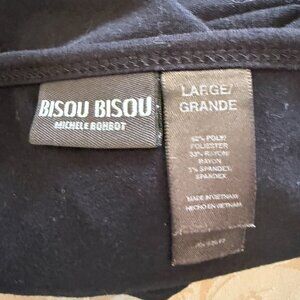 BISOU BISOU
MICHELE BOHBOT
LARGE/
GRANDE
62% POLY/
POLIESTER
33% RAYON/
RAYON
5% SPANDEX/
SPANDEX
MADE IN VIETNAM
HECHO EN VIETNAM